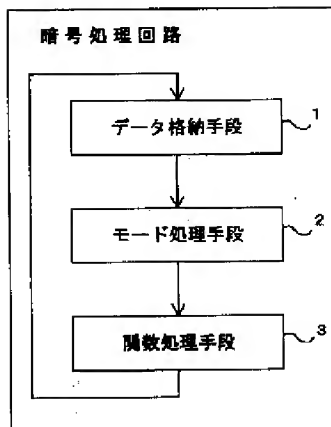 暗号処理回路
1
データ格納手段
2
モード処理手段
3
関数処理手段